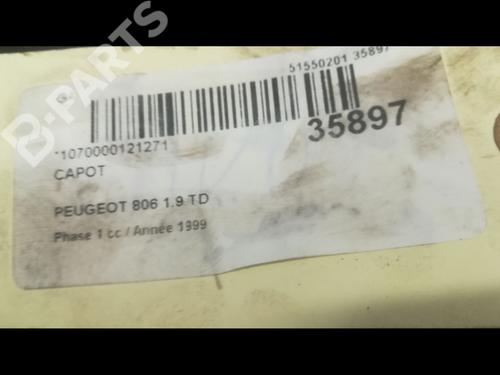 B-PARTS
51550201 35897
G
35897
*1070000121271
CAPOT
PEUGEOT 806 1.9 TD
Phase 1 cc / Année 1999